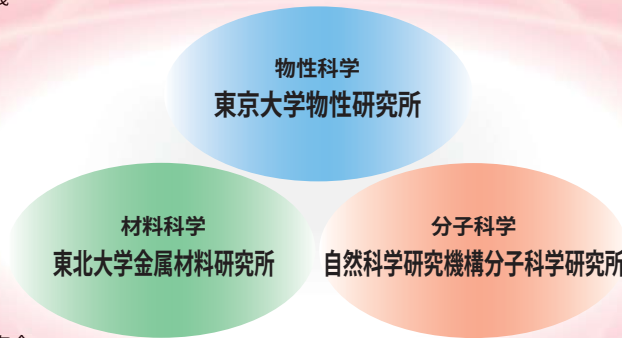 物性科学
東京大学物性研究所
材料科学
東北大学金属材料研究所
分子科学
自然科学研究機構分子科学研究所